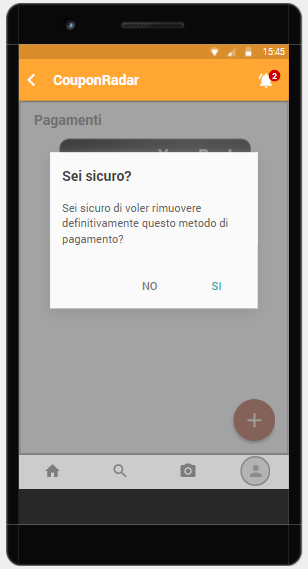 15:45
CouponRadar
2
Pagamenti
Sei sicuro?
Sei sicuro di voler rimuovere
definitivamente questo metodo di
pagamento?
NO
SI